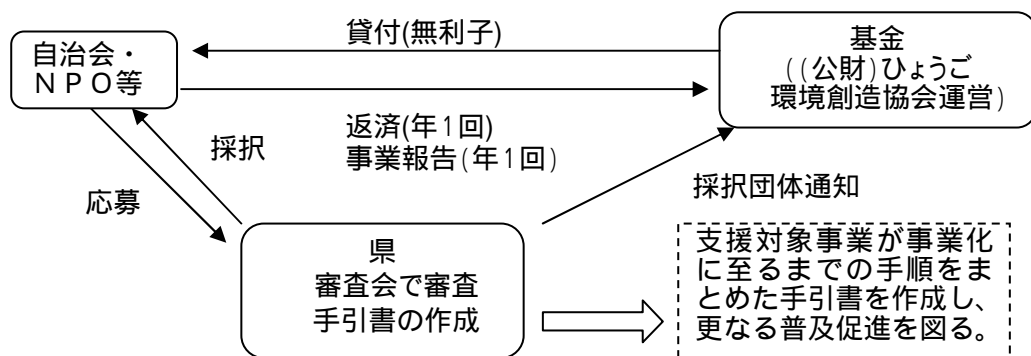 貸付(無利子)
自治会・
ＮＰＯ等
基金
((公財)ひょうご
環境創造協会運営)
返済(年1回)
事業報告(年1回)
採択
応募
採択団体通知
県
審査会で審査
手引書の作成
支援対象事業が事業化
に至るまでの手順をま
とめた手引書を作成し、
更なる普及促進を図る。